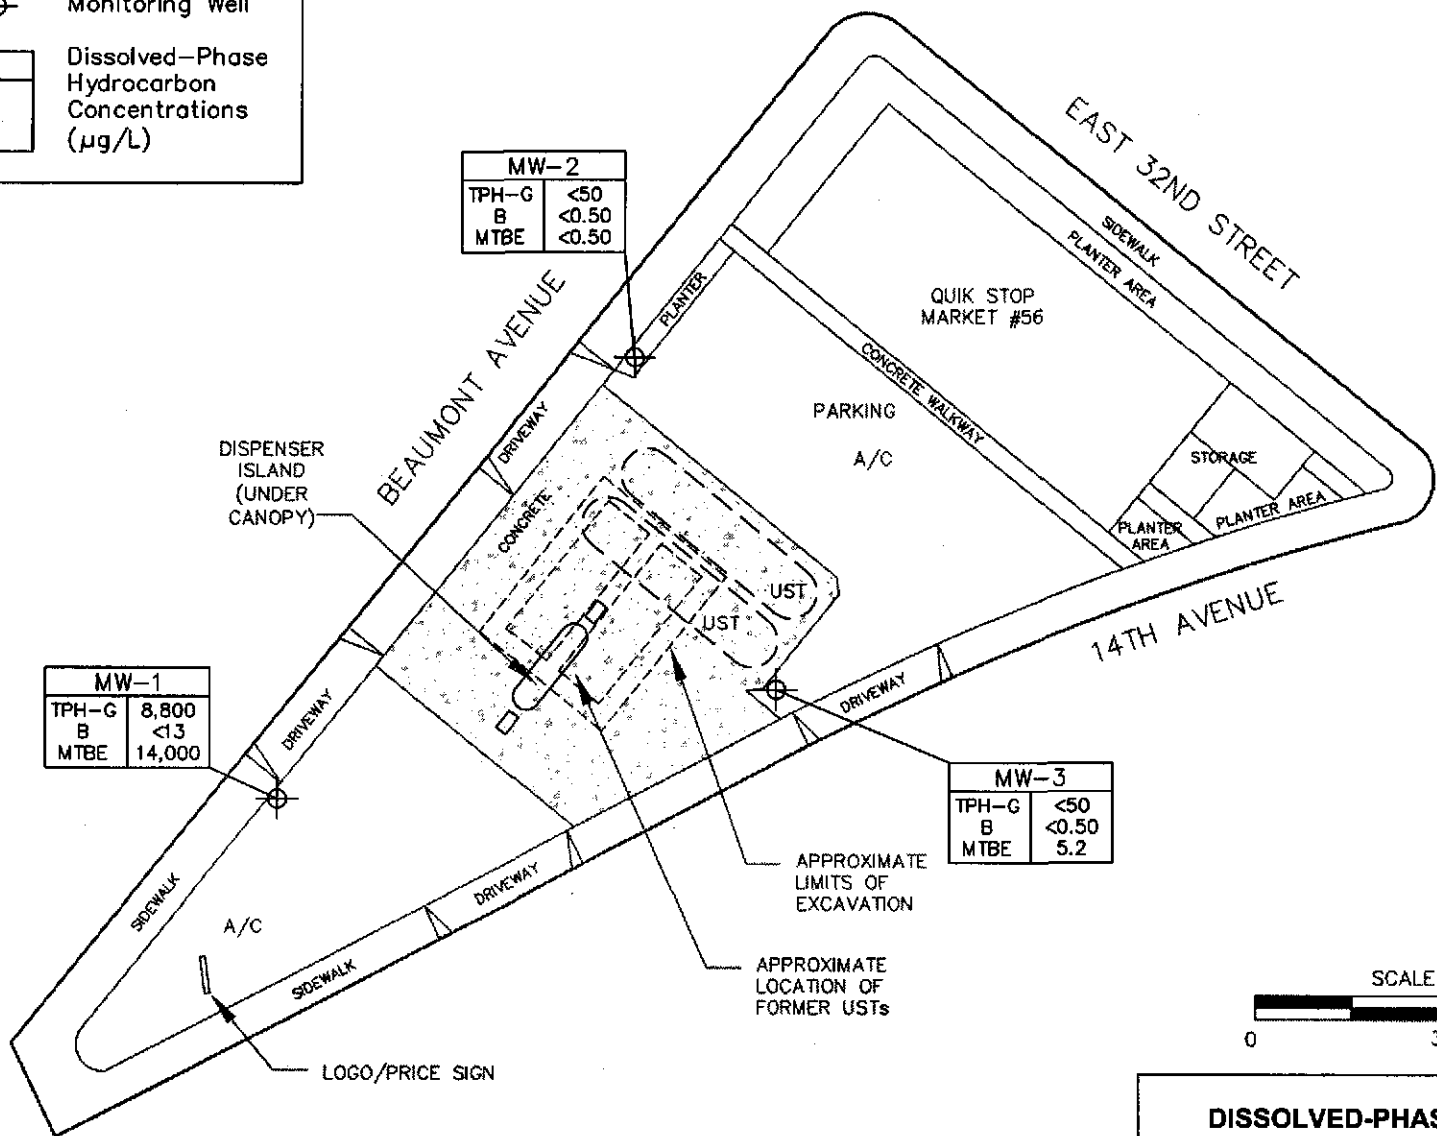 Monitoring Well
Dissolved-Phase
Hydrocarbon
Concentrations
(µg/L)
MW-2
TPH-G <50
B <0.50
MTBE <0.50
EAST 32ND STREET
SIDEWALK
PLANTER AREA
QUIK STOP
MARKET #56
PLANTER
BEAUMONT AVENUE
CONCRETE WALKWAY
PARKING
A/C
DRIVEWAY
DISPENSER
ISLAND
(UNDER
CANOPY)
CONCRETE
STORAGE
PLANTER AREA
PLANTER
AREA
UST
UST
14TH AVENUE
MW-1
TPH-G 8,800
B <13
MTBE 14,000
DRIVEWAY
DRIVEWAY
MW-3
TPH-G <50
B <0.50
MTBE 5.2
APPROXIMATE
LIMITS OF
EXCAVATION
DRIVEWAY
SIDEWALK
A/C
SIDEWALK
APPROXIMATE
LOCATION OF
FORMER USTs
LOGO/PRICE SIGN
SCALE
0 3
DISSOLVED-PHAS